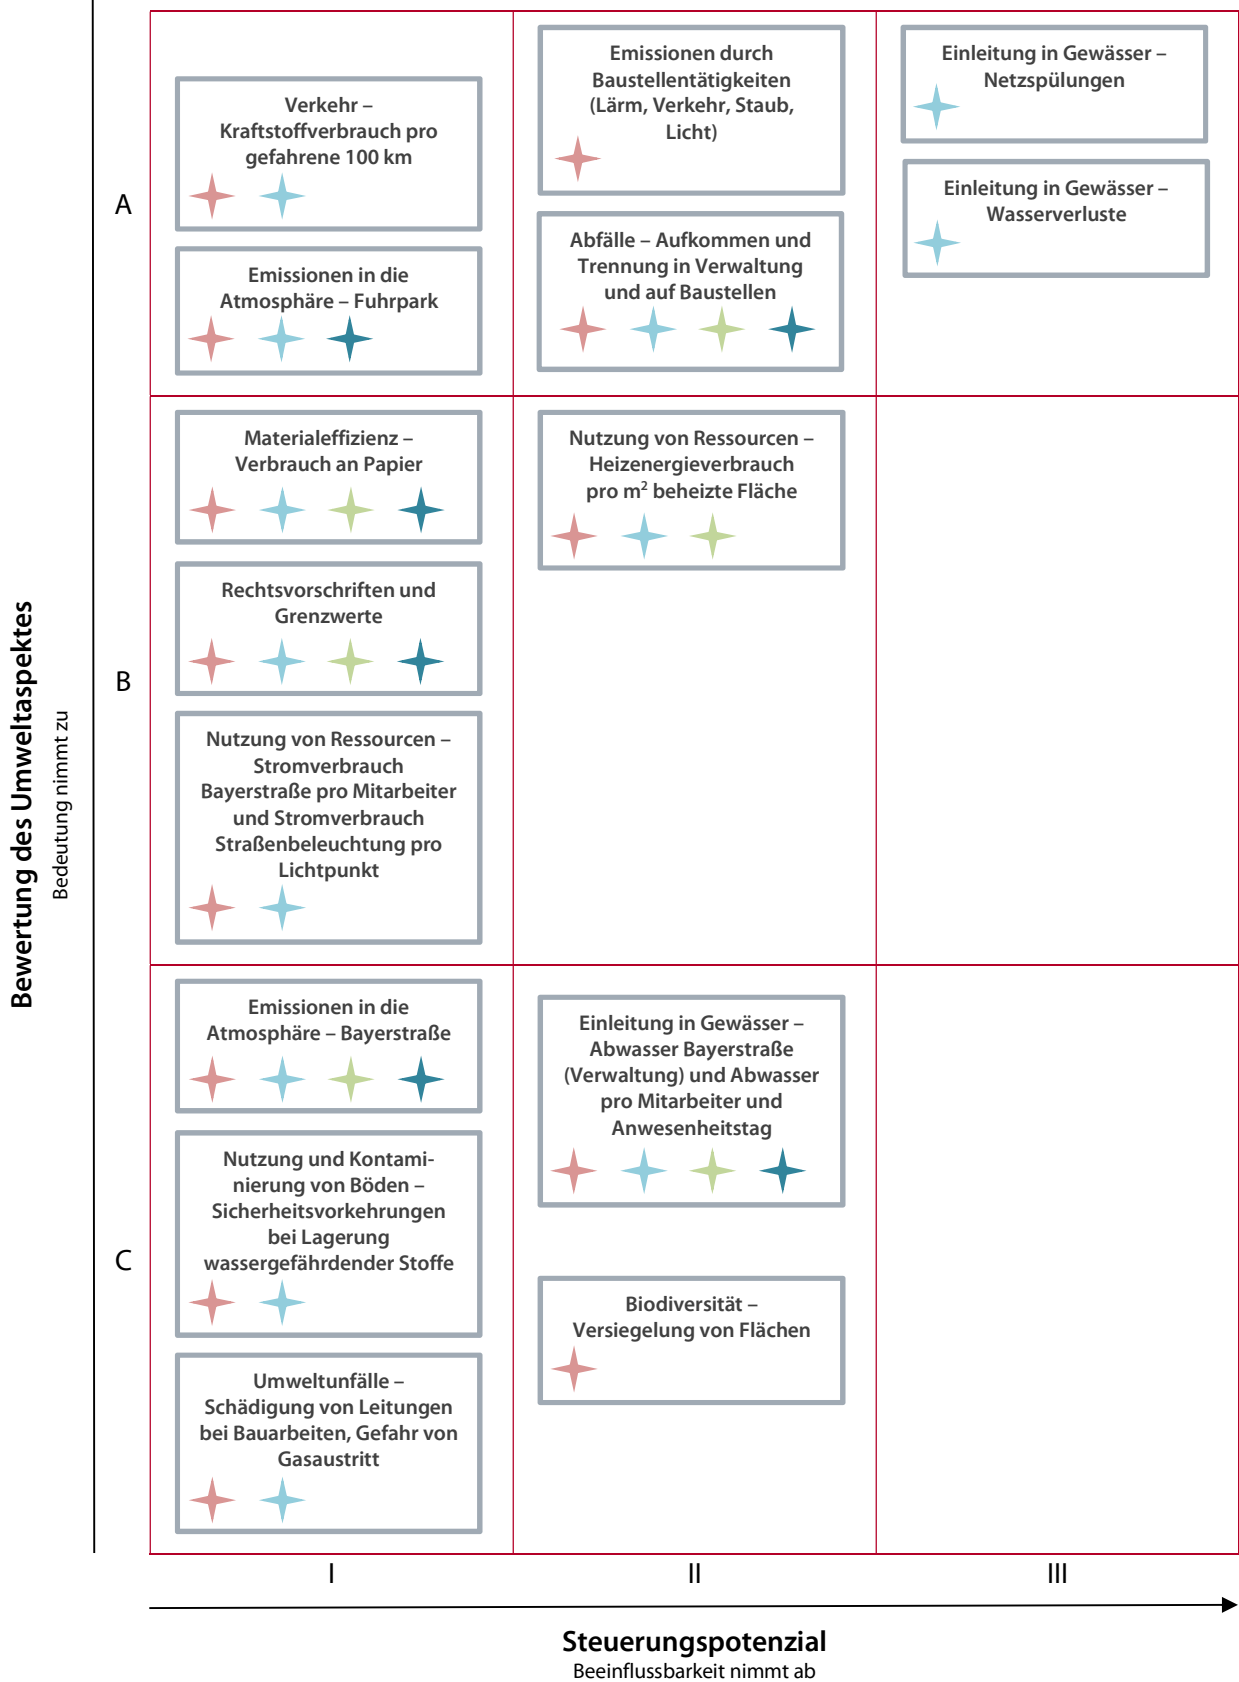 Bewertung des Umweltaspektes
Bedeutung nimmt zu
A
Verkehr –
Kraftstoffverbrauch pro
gefahrene 100 km
Emissionen in die
Atmosphäre – Fuhrpark
Emissionen durch
Baustellentätigkeiten
(Lärm, Verkehr, Staub,
Licht)
Abfälle – Aufkommen und
Trennung in Verwaltung
und auf Baustellen
Einleitung in Gewässer –
Netzspülungen
Einleitung in Gewässer –
Wasserverluste
B
Materialeffizienz –
Verbrauch an Papier
Rechtsvorschriften und
Grenzwerte
Nutzung von Ressourcen –
Stromverbrauch
Bayerstraße pro Mitarbeiter
und Stromverbrauch
Straßenbeleuchtung pro
Lichtpunkt
Nutzung von Ressourcen –
Heizenergieverbrauch
pro m² beheizte Fläche
C
Emissionen in die
Atmosphäre – Bayerstraße
Nutzung und Kontami-
nierung von Böden –
Sicherheitsvorkehrungen
bei Lagerung
wassergefährdender Stoffe
Umweltunfälle –
Schädigung von Leitungen
bei Bauarbeiten, Gefahr von
Gasaustritt
Einleitung in Gewässer –
Abwasser Bayerstraße
(Verwaltung) und Abwasser
pro Mitarbeiter und
Anwesenheitstag
Biodiversität –
Versiegelung von Flächen
I
II
III
Steuerungspotenzial
Beeinflussbarkeit nimmt ab